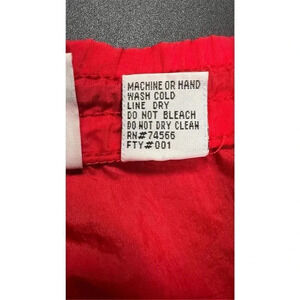 MACHINE OR HAND
WASH COLD
LINE DRY
DO NOT BLEACH
DO NOT DRY CLEAN
RN#74566
FTY#001